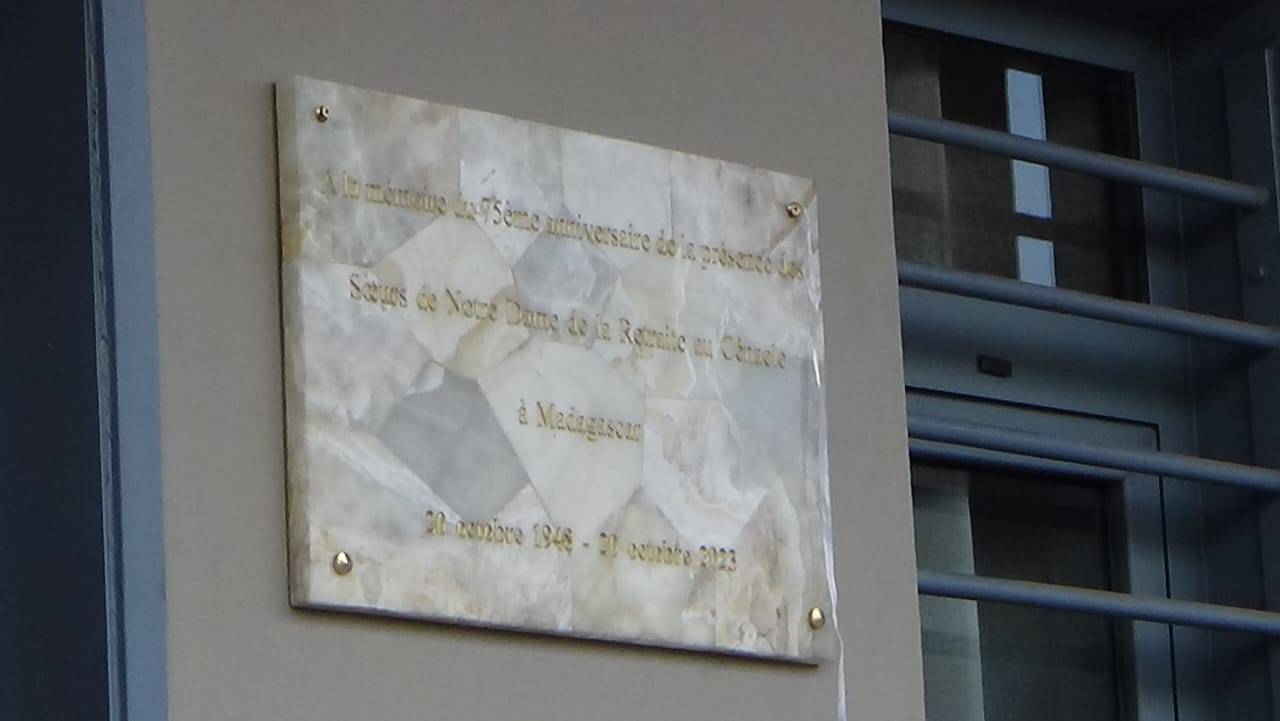 A la mémoire du 75ème anniversaire de la présence des
Sœurs de Notre Dame de la Retraite au Cénacle
à Madagascar
20 octobre 1948 - 20 octobre 2023